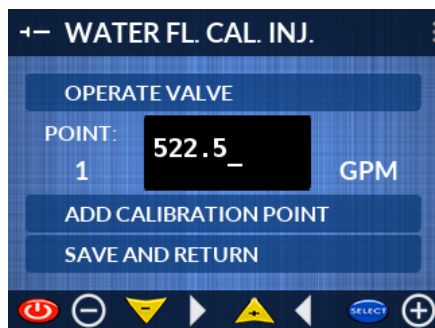 WATER FL. CAL. INJ.
OPERATE VALVE
POINT:
522.5_
1
GPM
ADD CALIBRATION POINT
SAVE AND RETURN
SELECT